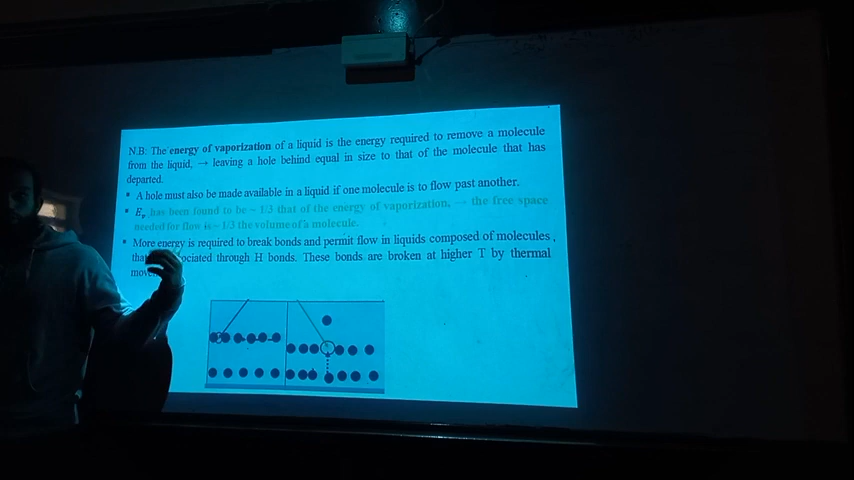 N.B: The energy of vaporization of a liquid is the energy required to remove a molecule
from the liquid, → leaving a hole behind equal in size to that of the molecule that has
departed.
• A hole must also be made available in a liquid if one molecule is to flow past another.
• Eᵥ has been found to be ~ 1/3 that of the energy of vaporization, → the free space
needed for flow is ~ 1/3 the volume of a molecule.
• More energy is required to break bonds and permit flow in liquids composed of molecules,
through H bonds. These bonds are broken at higher T by thermal